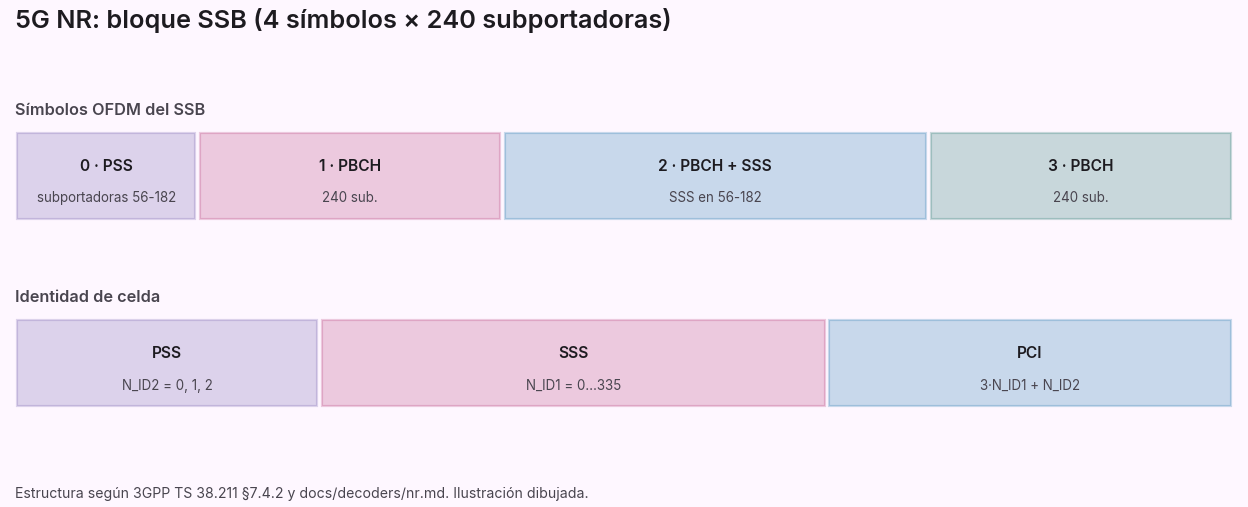 5G NR: bloque SSB (4 símbolos × 240 subportadoras)
Símbolos OFDM del SSB
0 · PSS
subportadoras 56-182
1 · PBCH
240 sub.
2 · PBCH + SSS
SSS en 56-182
3 · PBCH
240 sub.
Identidad de celda
PSS
N_ID2 = 0, 1, 2
SSS
N_ID1 = 0…335
PCI
3·N_ID1 + N_ID2
Estructura según 3GPP TS 38.211 §7.4.2 y docs/decoders/nr.md. Ilustración dibujada.